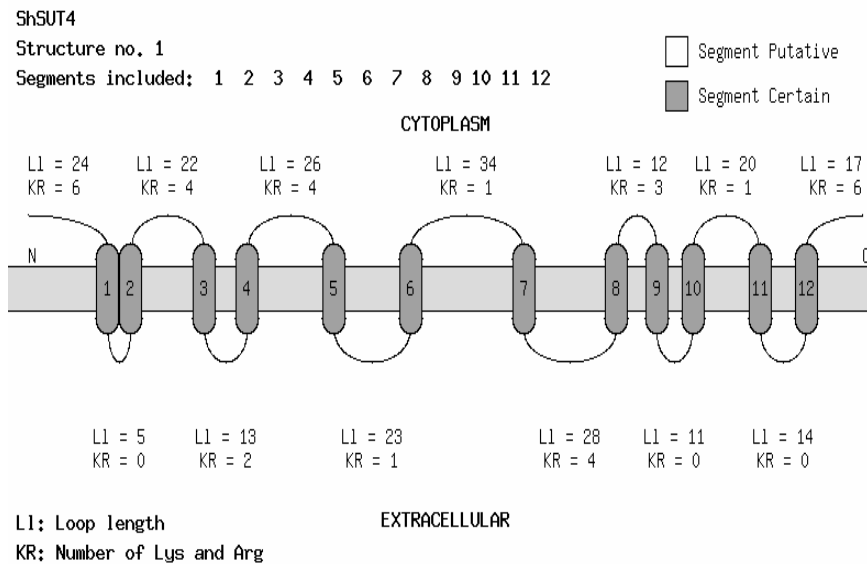 ShSUT4
Structure no. 1
Segments included: 1 2 3 4 5 6 7 8 9 10 11 12
Segment Putative
Segment Certain
CYTOPLASM
Ll = 24 Ll = 22 Ll = 26 Ll = 34 Ll = 12 Ll = 20 Ll = 17
KR = 6 KR = 4 KR = 4 KR = 1 KR = 3 KR = 1 KR = 6
N
1 2 3 4 5 6 7 8 9 10 11 12
Ll = 5 Ll = 13 Ll = 23 Ll = 28 Ll = 11 Ll = 14
KR = 0 KR = 2 KR = 1 KR = 4 KR = 0 KR = 0
Ll: Loop length
EXTRACELLULAR
KR: Number of Lys and Arg